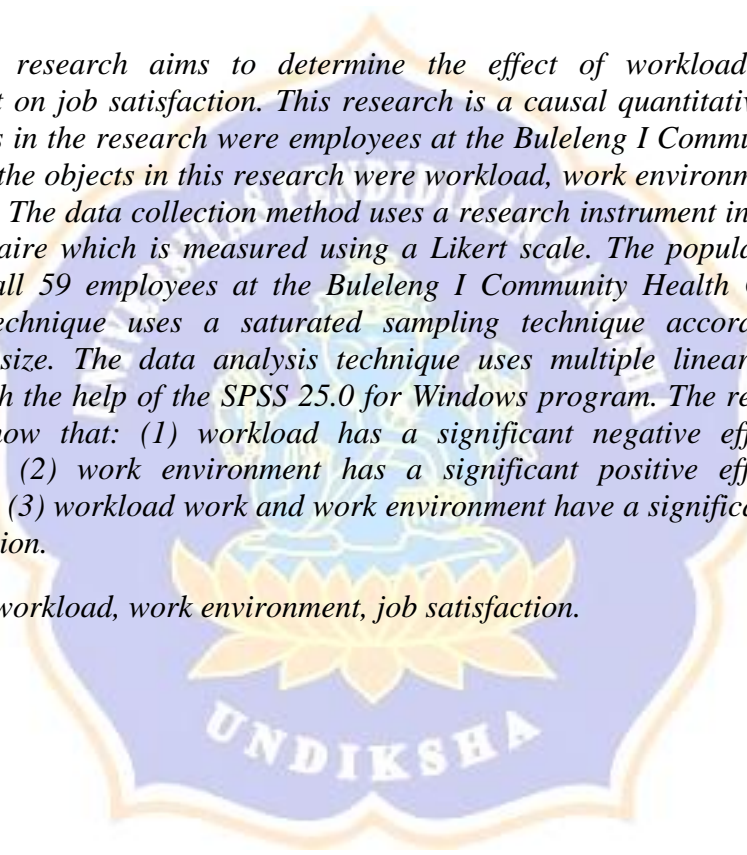 research aims to determine the effect of workload
t on job satisfaction. This research is a causal quantitativ
s in the research were employees at the Buleleng I Commu
the objects in this research were workload, work environm
. The data collection method uses a research instrument in
aire which is measured using a Likert scale. The popula
all 59 employees at the Buleleng I Community Health
echnique uses a saturated sampling technique accor
size. The data analysis technique uses multiple linear
h the help of the SPSS 25.0 for Windows program. The re
ow that: (1) workload has a significant negative eff
(2) work environment has a significant positive eff
(3) workload work and work environment have a significa
ion.
workload, work environment, job satisfaction.
UNIVERSITAS PENDIDIKAN GANESHA
UNDIKSHA